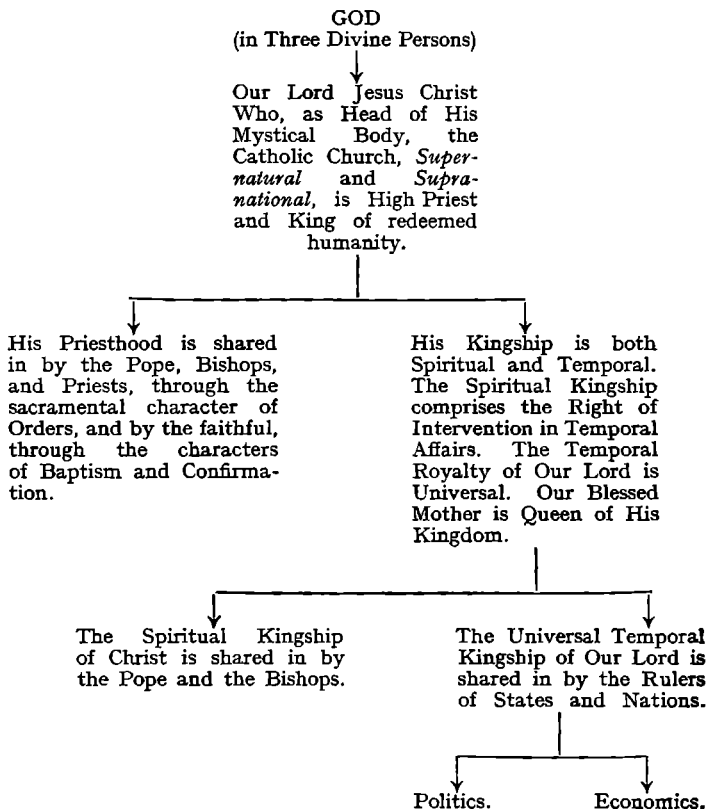 GOD
(in Three Divine Persons)
Our Lord Jesus Christ
Who, as Head of His
Mystical Body, the
Catholic Church, Super-
natural and Supra-
national, is High Priest
and King of redeemed
humanity.
His Priesthood is shared
in by the Pope, Bishops,
and Priests, through the
sacramental character of
Orders, and by the faithful,
through the characters
of Baptism and Confirma-
tion.
His Kingship is both
Spiritual and Temporal.
The Spiritual Kingship
comprises the Right of
Intervention in Temporal
Affairs. The Temporal
Royalty of Our Lord is
Universal. Our Blessed
Mother is Queen of His
Kingdom.
The Spiritual Kingship
of Christ is shared in by
the Pope and the Bishops.
The Universal Temporal
Kingship of Our Lord is
shared in by the Rulers
of States and Nations.
Politics.
Economics.